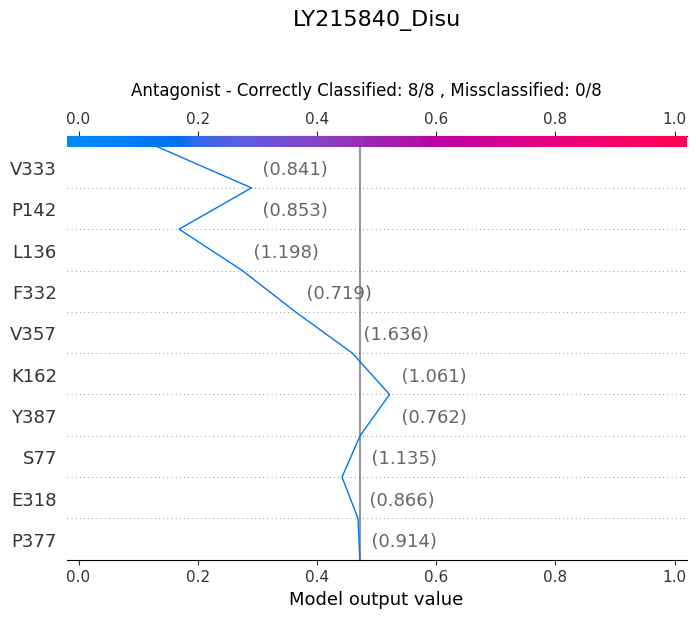 LY215840_Disu
Antagonist - Correctly Classified: 8/8 , Missclassified: 0/8
0.0 0.2 0.4 0.6 0.8 1.0
V333 (0.841)
P142 (0.853)
L136 (1.198)
F332 (0.719)
V357 (1.636)
K162 (1.061)
Y387 (0.762)
S77 (1.135)
E318 (0.866)
P377 (0.914)
0.0 0.2 0.4 0.6 0.8 1.0
Model output value